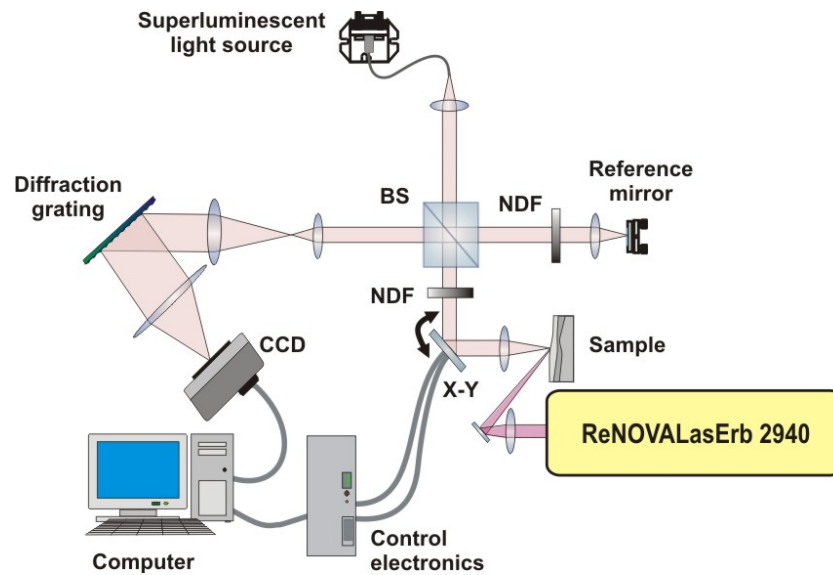 Superluminescent
light source
Diffraction
grating
BS
NDF
Reference
mirror
NDF
CCD
X-Y
Sample
ReNOVALasErb 2940
Computer
Control
electronics